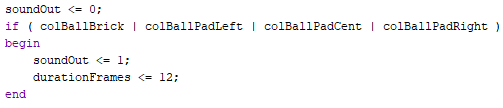 soundOut <= 0;
if ( colBallBrick | colBallPadLeft | colBallPadCent | colBallPadRight )
begin
    soundOut <= 1;
    durationFrames <= 12;
end